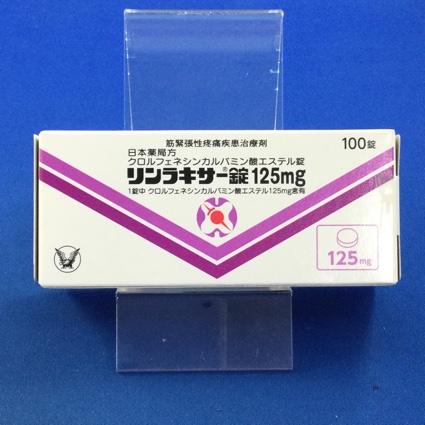 筋緊張性疼痛疾患治療剤
100錠
日本薬局方
クロルフェネシンカルバミン酸エステル錠
リンラキサー®錠125mg
1錠中 クロルフェネシンカルバミン酸エステル125mg含有
125mg